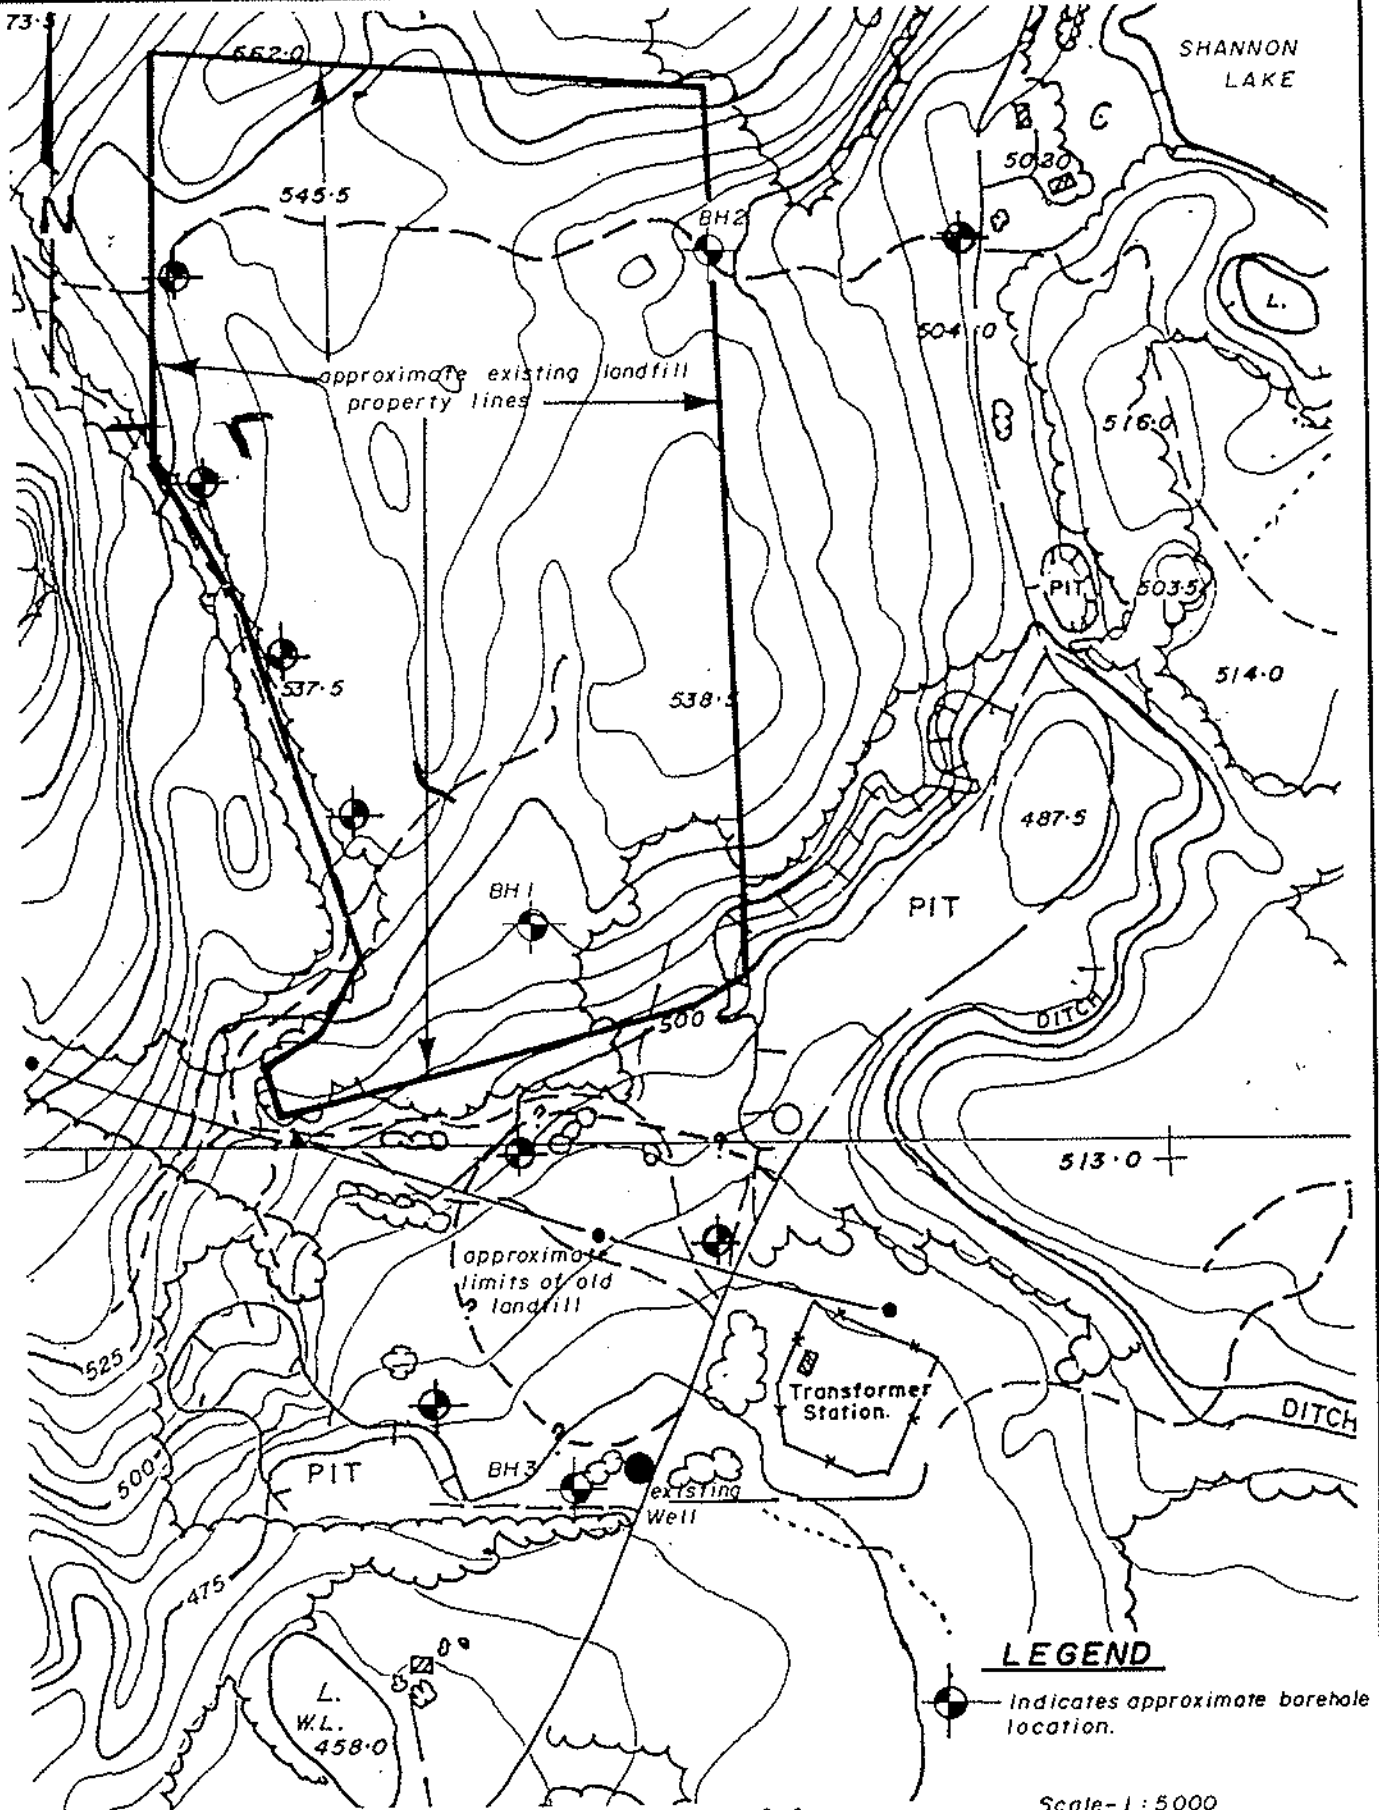 73.5
562.0
SHANNON
LAKE
C
5030
N
545.5
BH2
L.
504.0
approximate existing landfill
property lines
516.0
PIT
503.5
514.0
537.5
538.5
487.5
BH1
PIT
DITCH
500
?
?
513.0
approximate
limits of old
landfill
?
525
Transformer
Station.
DITCH
?
500
PIT
BH3
existing
Well
475
LEGEND
L.
W.L.
458.0
Indicates approximate borehole
location.
Scale-1:5000